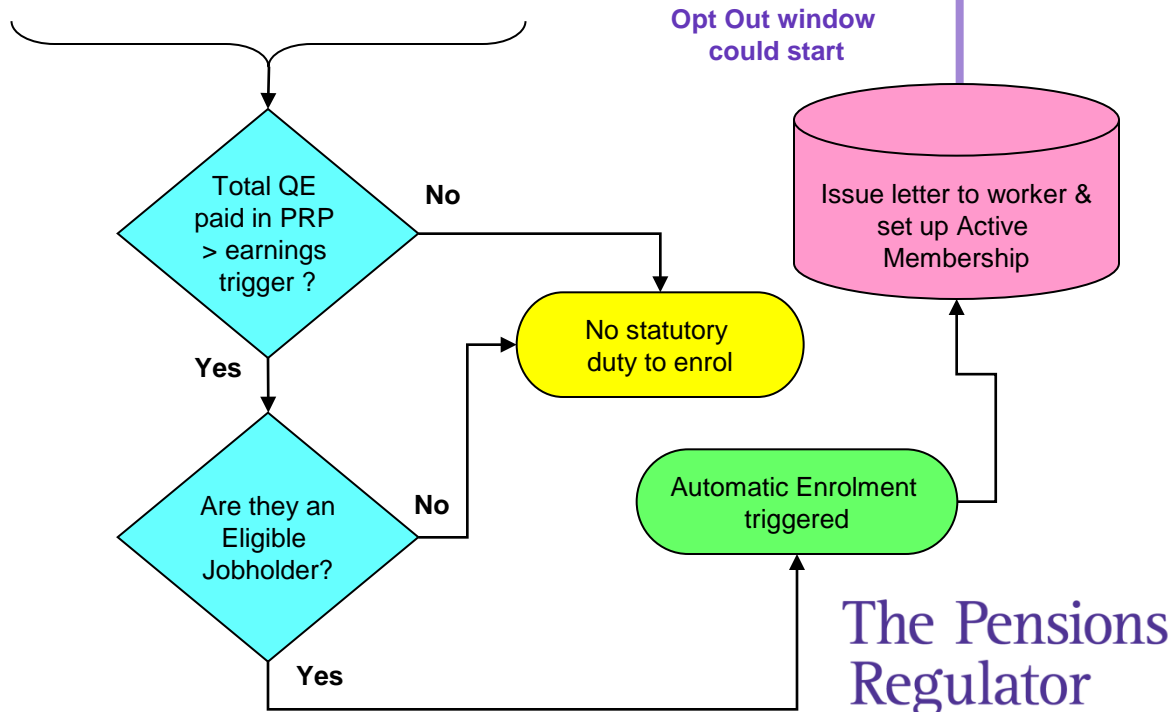 Opt Out window
could start
Total QE
paid in PRP
> earnings
trigger ?
No
Yes
Issue letter to worker &
set up Active
Membership
No statutory
duty to enrol
Are they an
Eligible
Jobholder?
No
Yes
Automatic Enrolment
triggered
The Pensions
Regulator